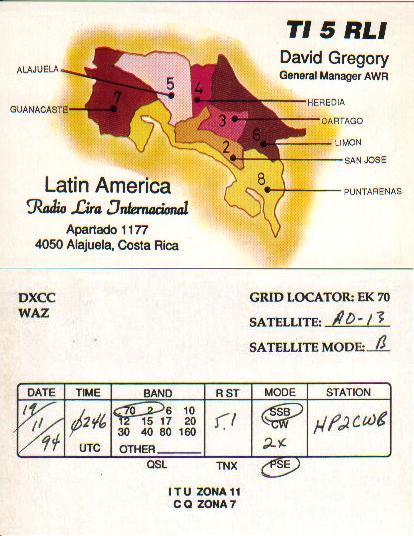 TI 5 RLI
David Gregory
General Manager AWR
ALAJUELA
GUANACASTE
7
5
4
3
6
2
8
HEREDIA
CARTAGO
LIMON
SAN JOSE
PUNTARENAS
Latin America
Radio Lira Internacional
Apartado 1177
4050 Alajuela, Costa Rica
DXCC
WAZ
GRID LOCATOR: EK 70
SATELLITE: AO-13
SATELLITE MODE: B
DATE TIME BAND RST MODE STATION
19/11/94
0246
UTC
70 2 6 10
12 15 17 20
30 40 80 160
OTHER
5.1
SSB
CW
2x
HP2CWB
QSL TNX PSE
ITU ZONA 11
CQ ZONA 7